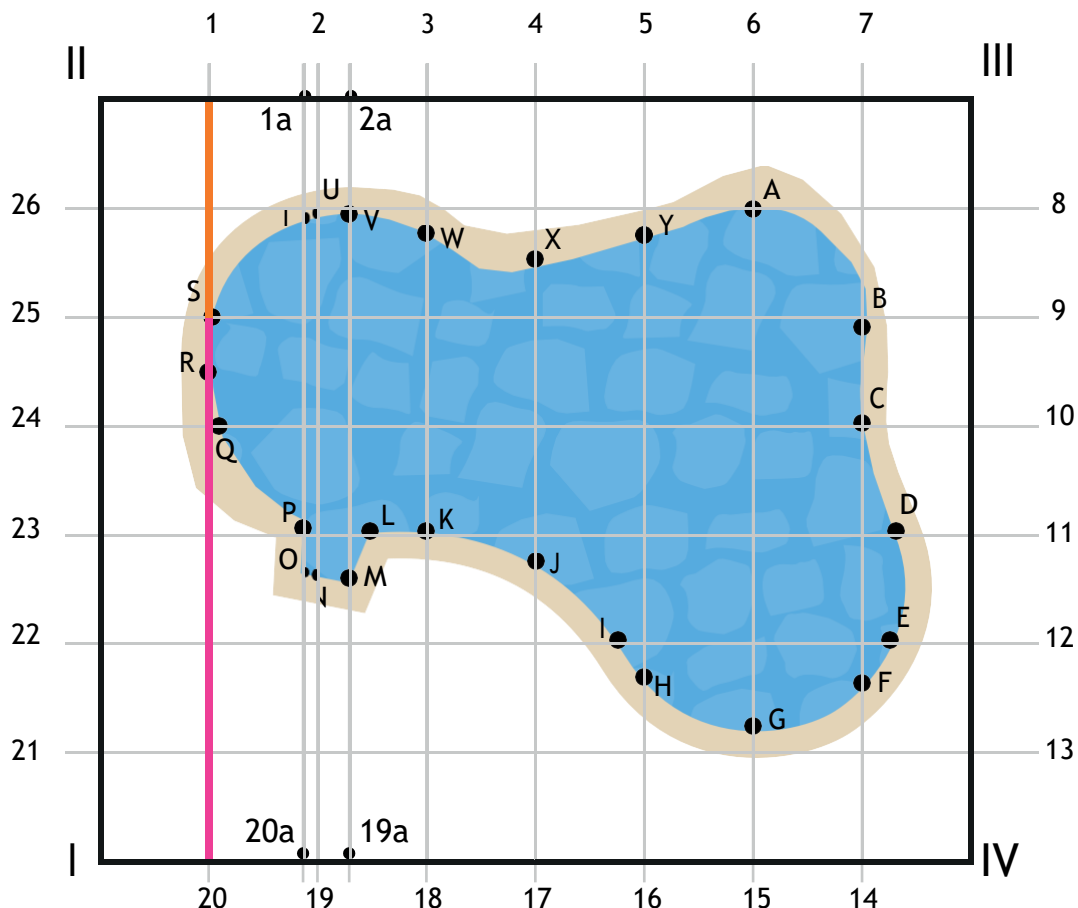 1 2 3 4 5 6 7
II III
1a 2a
26 U A 8
T V
W X Y
S B
25 9
R
C
24 10
Q
P L K D
23 11
O J
M
N
I E
22 12
H F
G
21 13
20a 19a
I IV
20 19 18 17 16 15 14